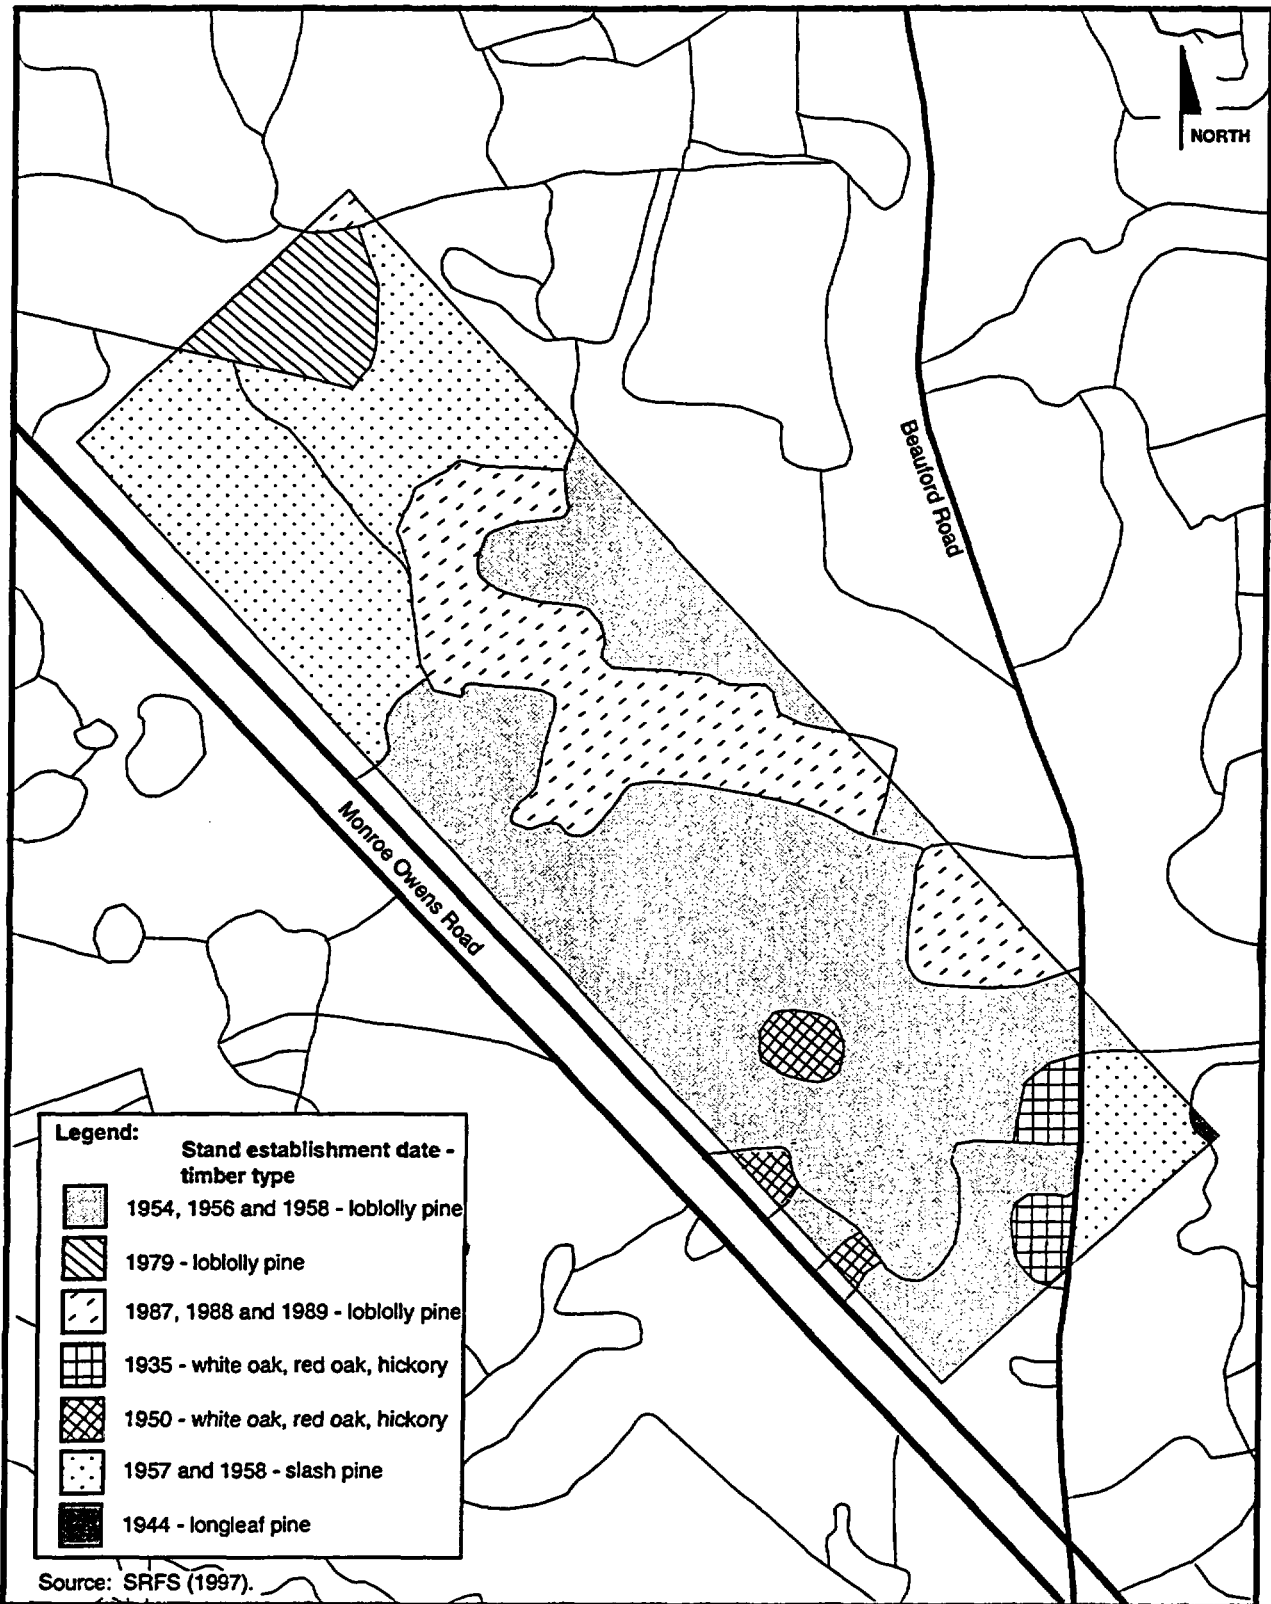 NORTH
Beauford Road
Monroe Owens Road
Legend:
Stand establishment date -
timber type
1954, 1956 and 1958 - loblolly pine
1979 - loblolly pine
1987, 1988 and 1989 - loblolly pine
1935 - white oak, red oak, hickory
1950 - white oak, red oak, hickory
1957 and 1958 - slash pine
1944 - longleaf pine
Source: SRFS (1997).